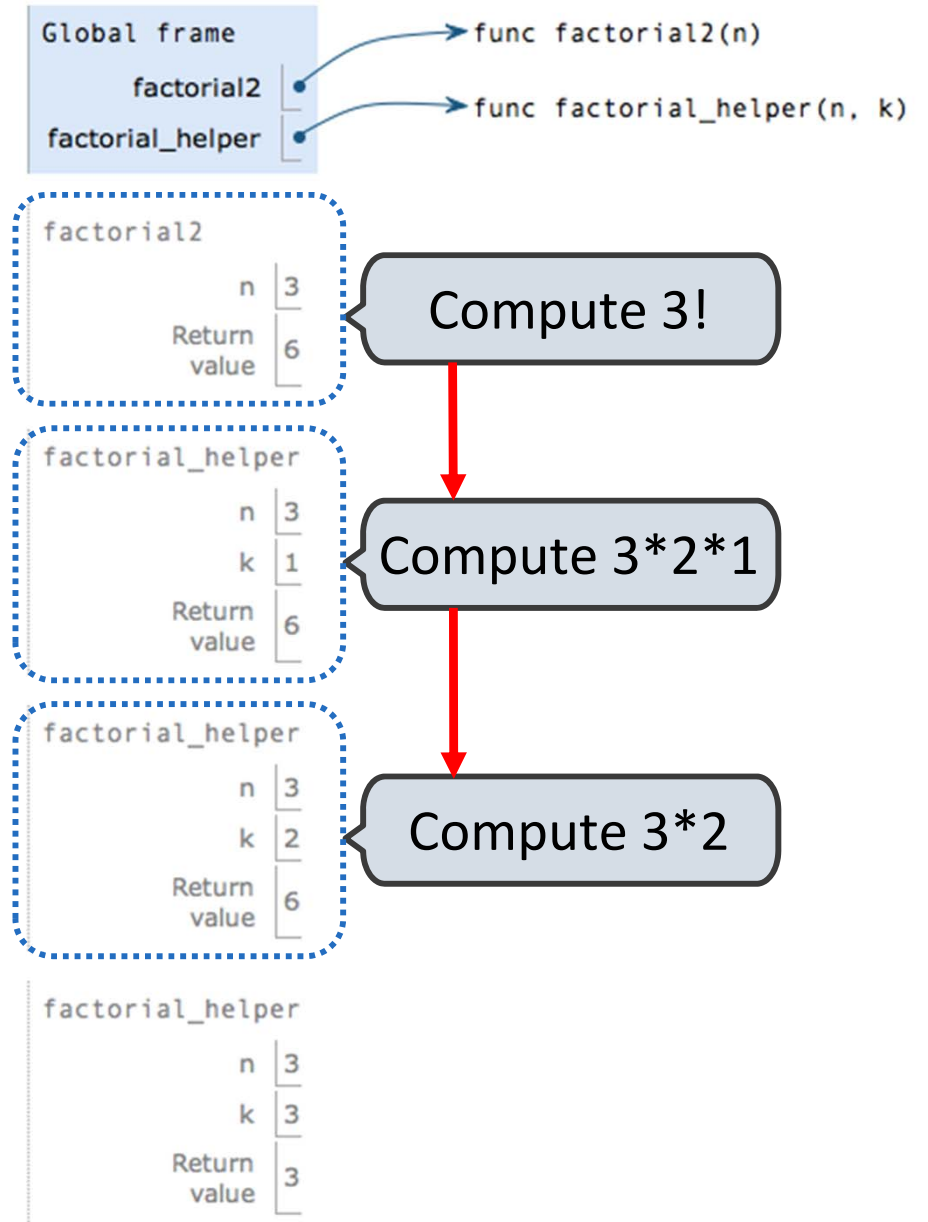 Global frame
func factorial2(n)
factorial2
func factorial_helper(n, k)
factorial_helper
factorial2
n 3
Return
value 6
Compute 3!
factorial_helper
n 3
k 1
Return
value 6
Compute 3*2*1
factorial_helper
n 3
k 2
Return
value 6
Compute 3*2
factorial_helper
n 3
k 3
Return
value 3